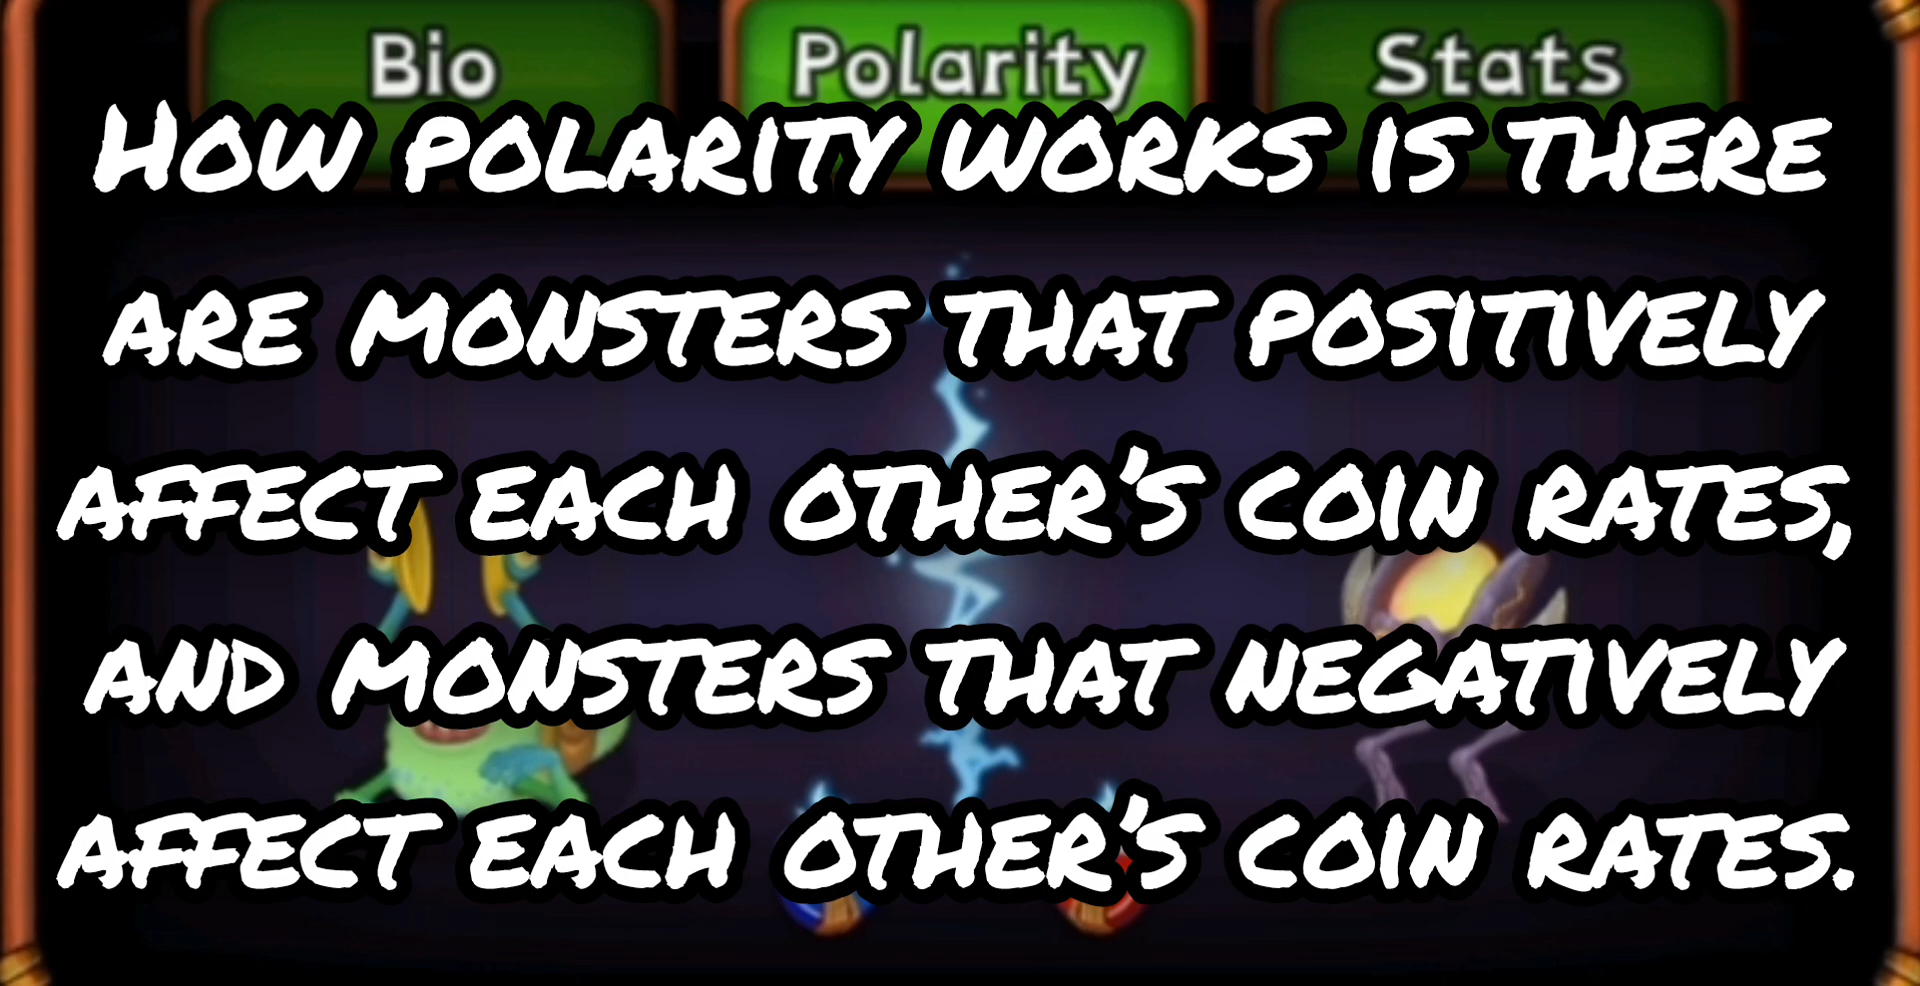 Bio Polarity Stats
HOW POLARITY WORKS IS THERE
ARE MONSTERS THAT POSITIVELY
AFFECT EACH OTHER'S COIN RATES,
AND MONSTERS THAT NEGATIVELY
AFFECT EACH OTHER'S COIN RATES.